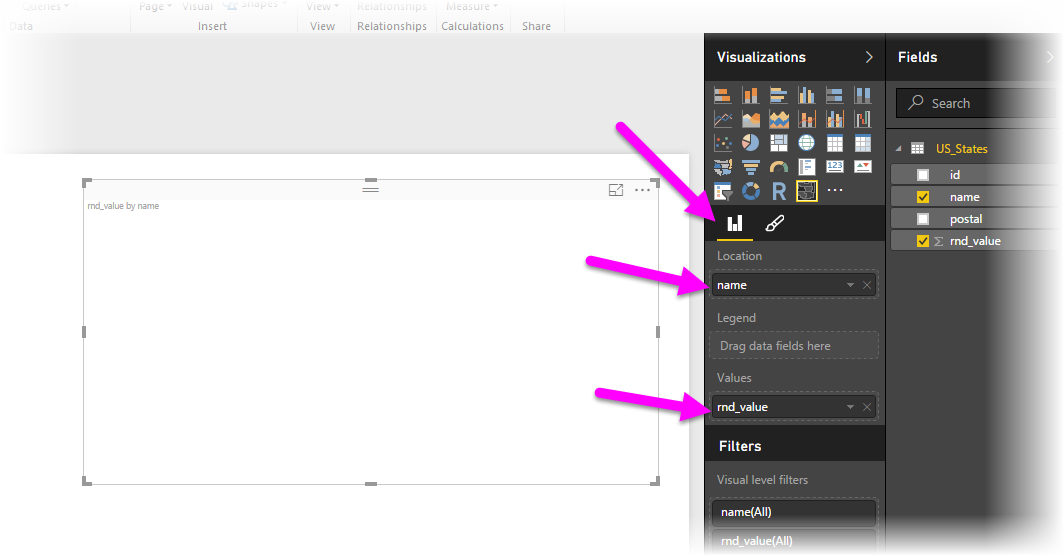 Queries
Page
Visual
Shapes
View
Relationships
Measure
Data
Insert
View
Relationships
Calculations
Share
Visualizations
Fields
Search
US_States
id
name
postal
Σ rnd_value
123
R
rnd_value by name
Location
name
Legend
Drag data fields here
Values
rnd_value
Filters
Visual level filters
name(All)
rnd_value(All)